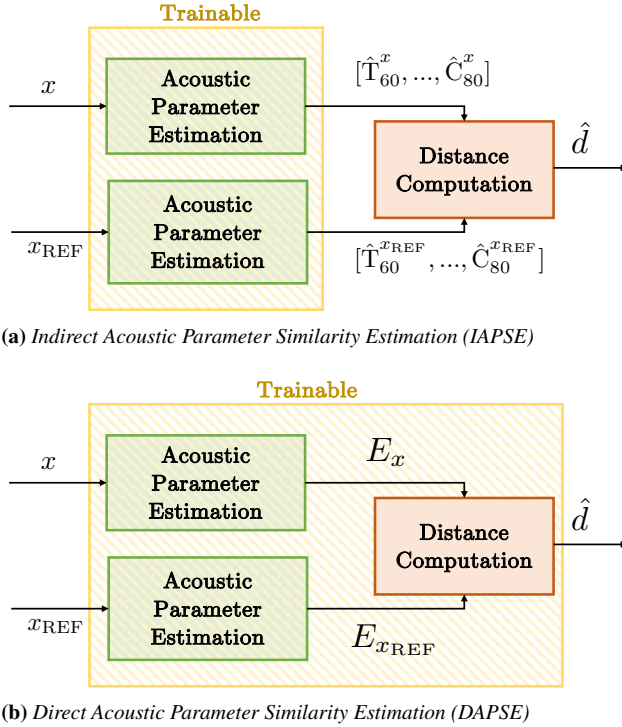 Trainable
x
Acoustic
Parameter
Estimation
[T̂₆₀ˣ, ..., Ĉ₈₀ˣ]
Distance
Computation
d̂
x_REF
Acoustic
Parameter
Estimation
[T̂₆₀^{x_REF}, ..., Ĉ₈₀^{x_REF}]
(a) Indirect Acoustic Parameter Similarity Estimation (IAPSE)
Trainable
x
Acoustic
Parameter
Estimation
E_x
Distance
Computation
d̂
x_REF
Acoustic
Parameter
Estimation
E_{x_REF}
(b) Direct Acoustic Parameter Similarity Estimation (DAPSE)